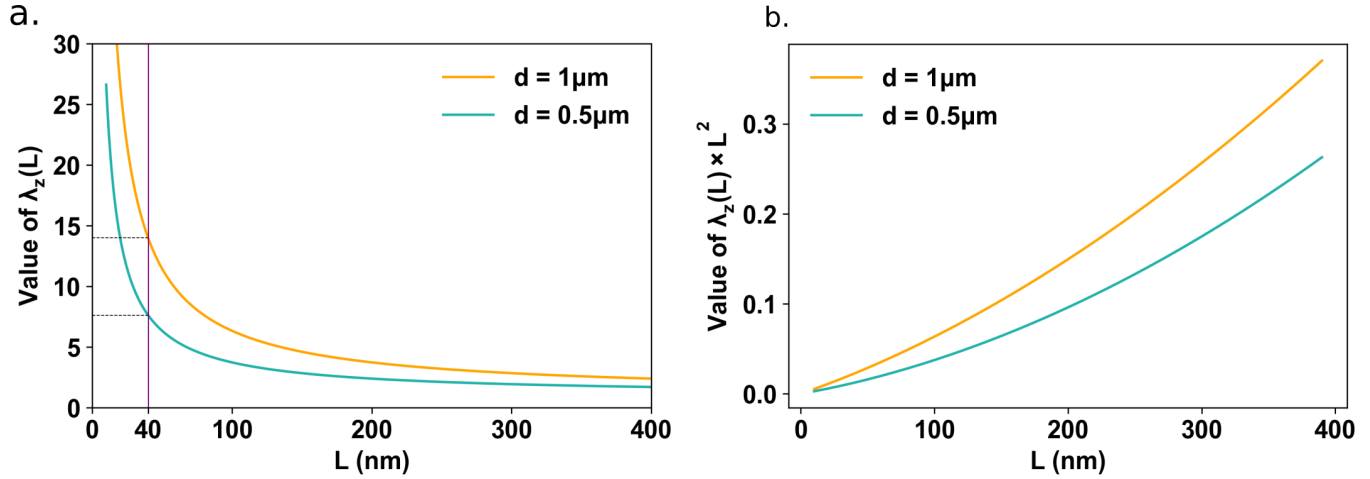 a.
30
25
20
15
10
5
0
Value of λz(L)
d = 1µm
d = 0.5µm
0 40 100 200 300 400
L (nm)
b.
0.3
0.2
0.1
0.0
Value of λz(L) × L²
d = 1µm
d = 0.5µm
0 100 200 300 400
L (nm)